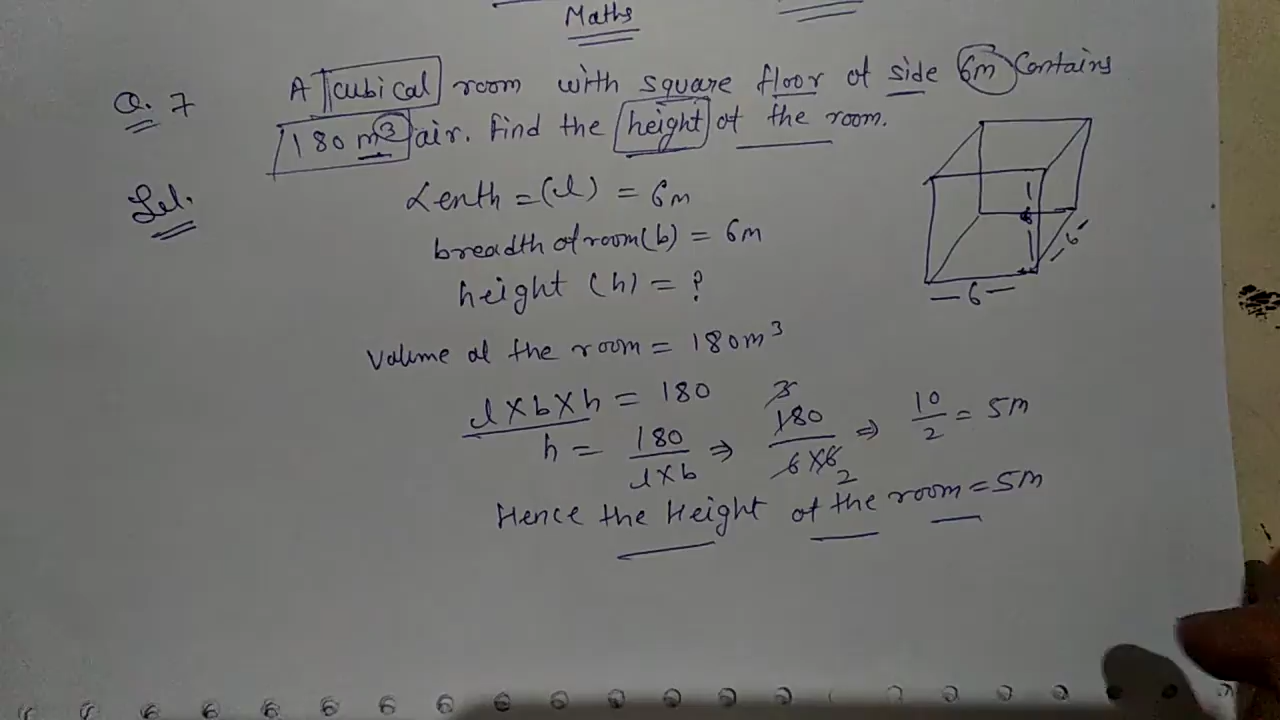 Maths
Q. 7 A cubical room with square floor of side 6m Contains
180 m³ air. Find the height of the room.
Sol.
Lenth = (l) = 6m
breadth of room (b) = 6m
height (h) = ?
6
6
Valume of the room = 180m³
l X b X h = 180
h = 180 / l X b ⇒ 180 / 6 X 6 2 ⇒ 10 / 2 = 5m
Hence the Height of the room = 5m